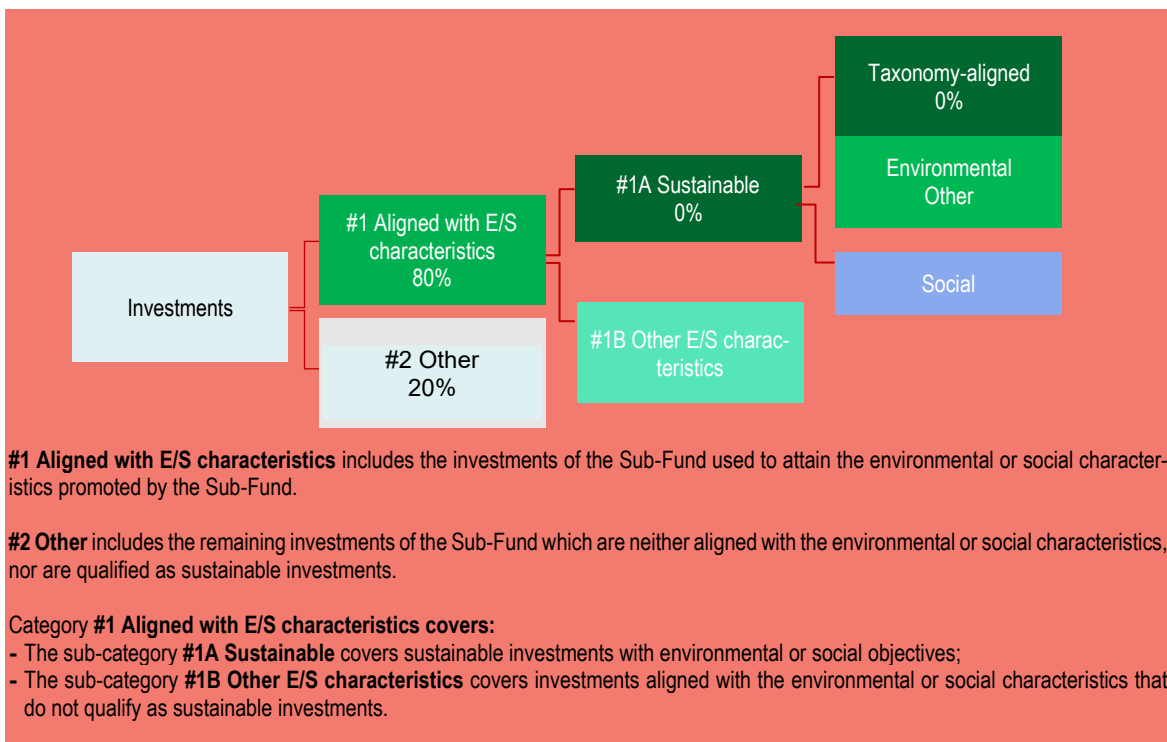 Taxonomy-aligned
0%
Environmental
Other
#1A Sustainable
0%
#1 Aligned with E/S
characteristics
80%
Social
Investments
#1B Other E/S charac-
teristics
#2 Other
20%
#1 Aligned with E/S characteristics includes the investments of the Sub-Fund used to attain the environmental or social character-
istics promoted by the Sub-Fund.
#2 Other includes the remaining investments of the Sub-Fund which are neither aligned with the environmental or social characteristics,
nor are qualified as sustainable investments.
Category #1 Aligned with E/S characteristics covers:
- The sub-category #1A Sustainable covers sustainable investments with environmental or social objectives;
- The sub-category #1B Other E/S characteristics covers investments aligned with the environmental or social characteristics that
do not qualify as sustainable investments.